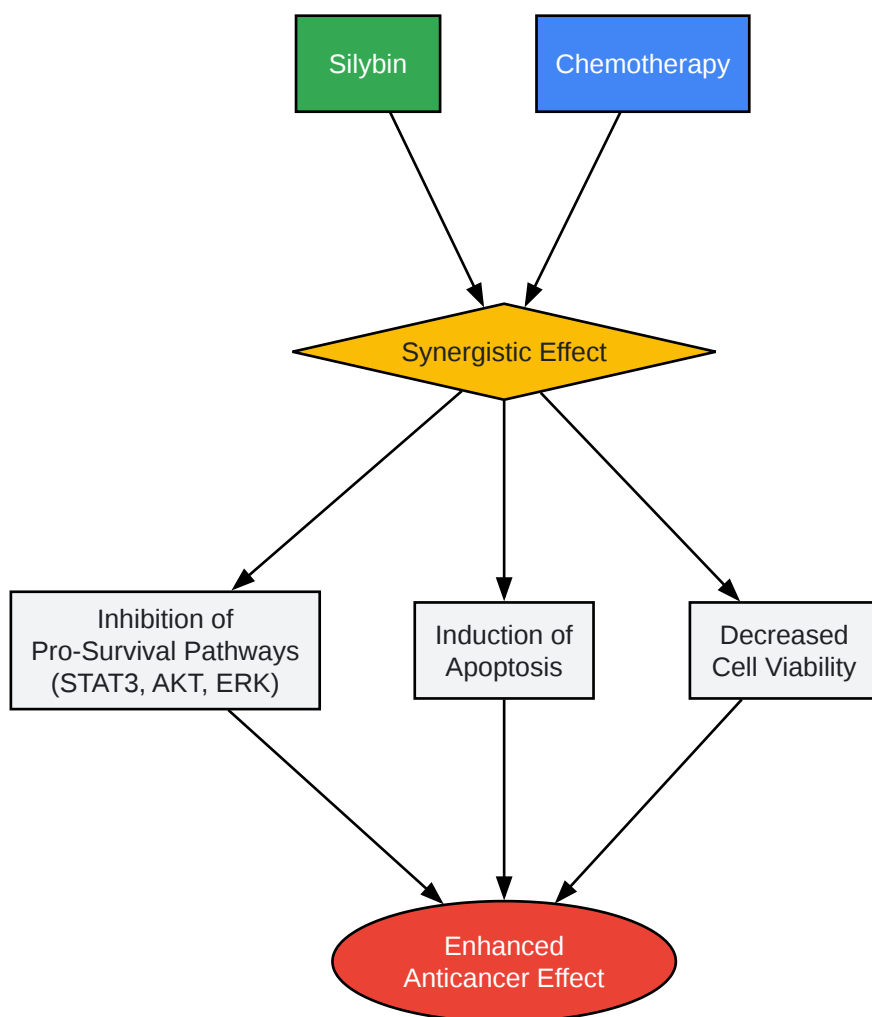 Silybin
Chemotherapy
Synergistic Effect
Inhibition of
Pro-Survival Pathways
(STAT3, AKT, ERK)
Induction of
Apoptosis
Decreased
Cell Viability
Enhanced
Anticancer Effect